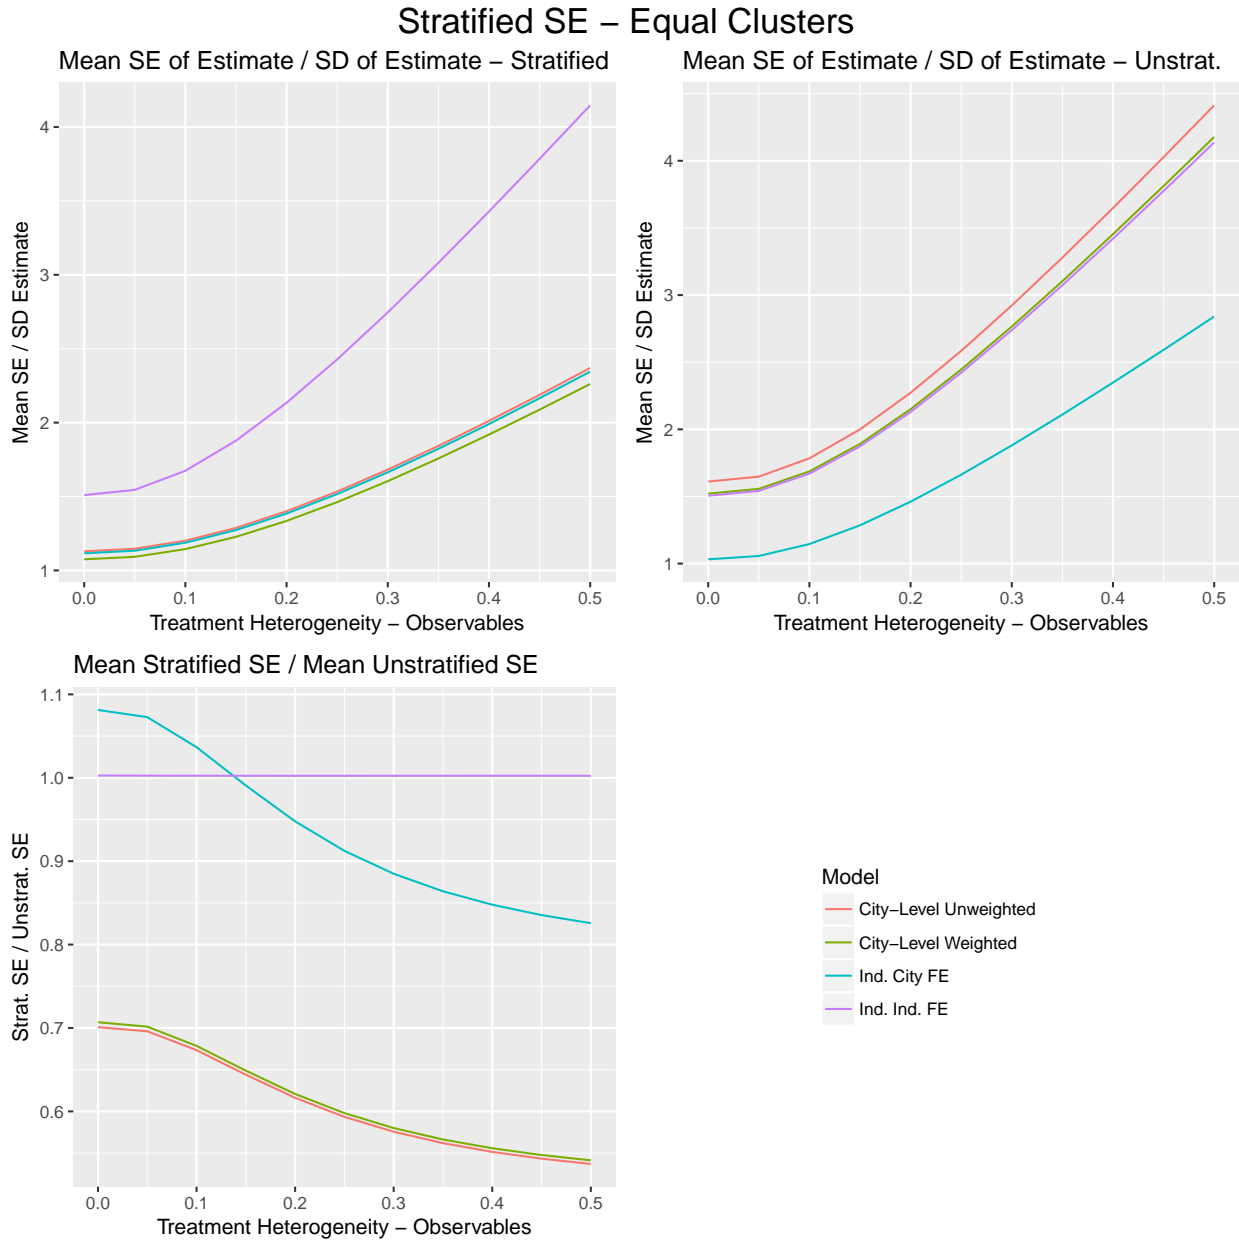 Stratified SE – Equal Clusters
Mean SE of Estimate / SD of Estimate – Stratified
4
3
2
1
Mean SE / SD Estimate
0.0 0.1 0.2 0.3 0.4 0.5
Treatment Heterogeneity – Observables
Mean SE of Estimate / SD of Estimate – Unstrat.
4
3
2
1
Mean SE / SD Estimate
0.0 0.1 0.2 0.3 0.4 0.5
Treatment Heterogeneity – Observables
Mean Stratified SE / Mean Unstratified SE
1.1
1.0
0.9
0.8
0.7
0.6
Strat. SE / Unstrat. SE
0.0 0.1 0.2 0.3 0.4 0.5
Treatment Heterogeneity – Observables
Model
City–Level Unweighted
City–Level Weighted
Ind. City FE
Ind. Ind. FE